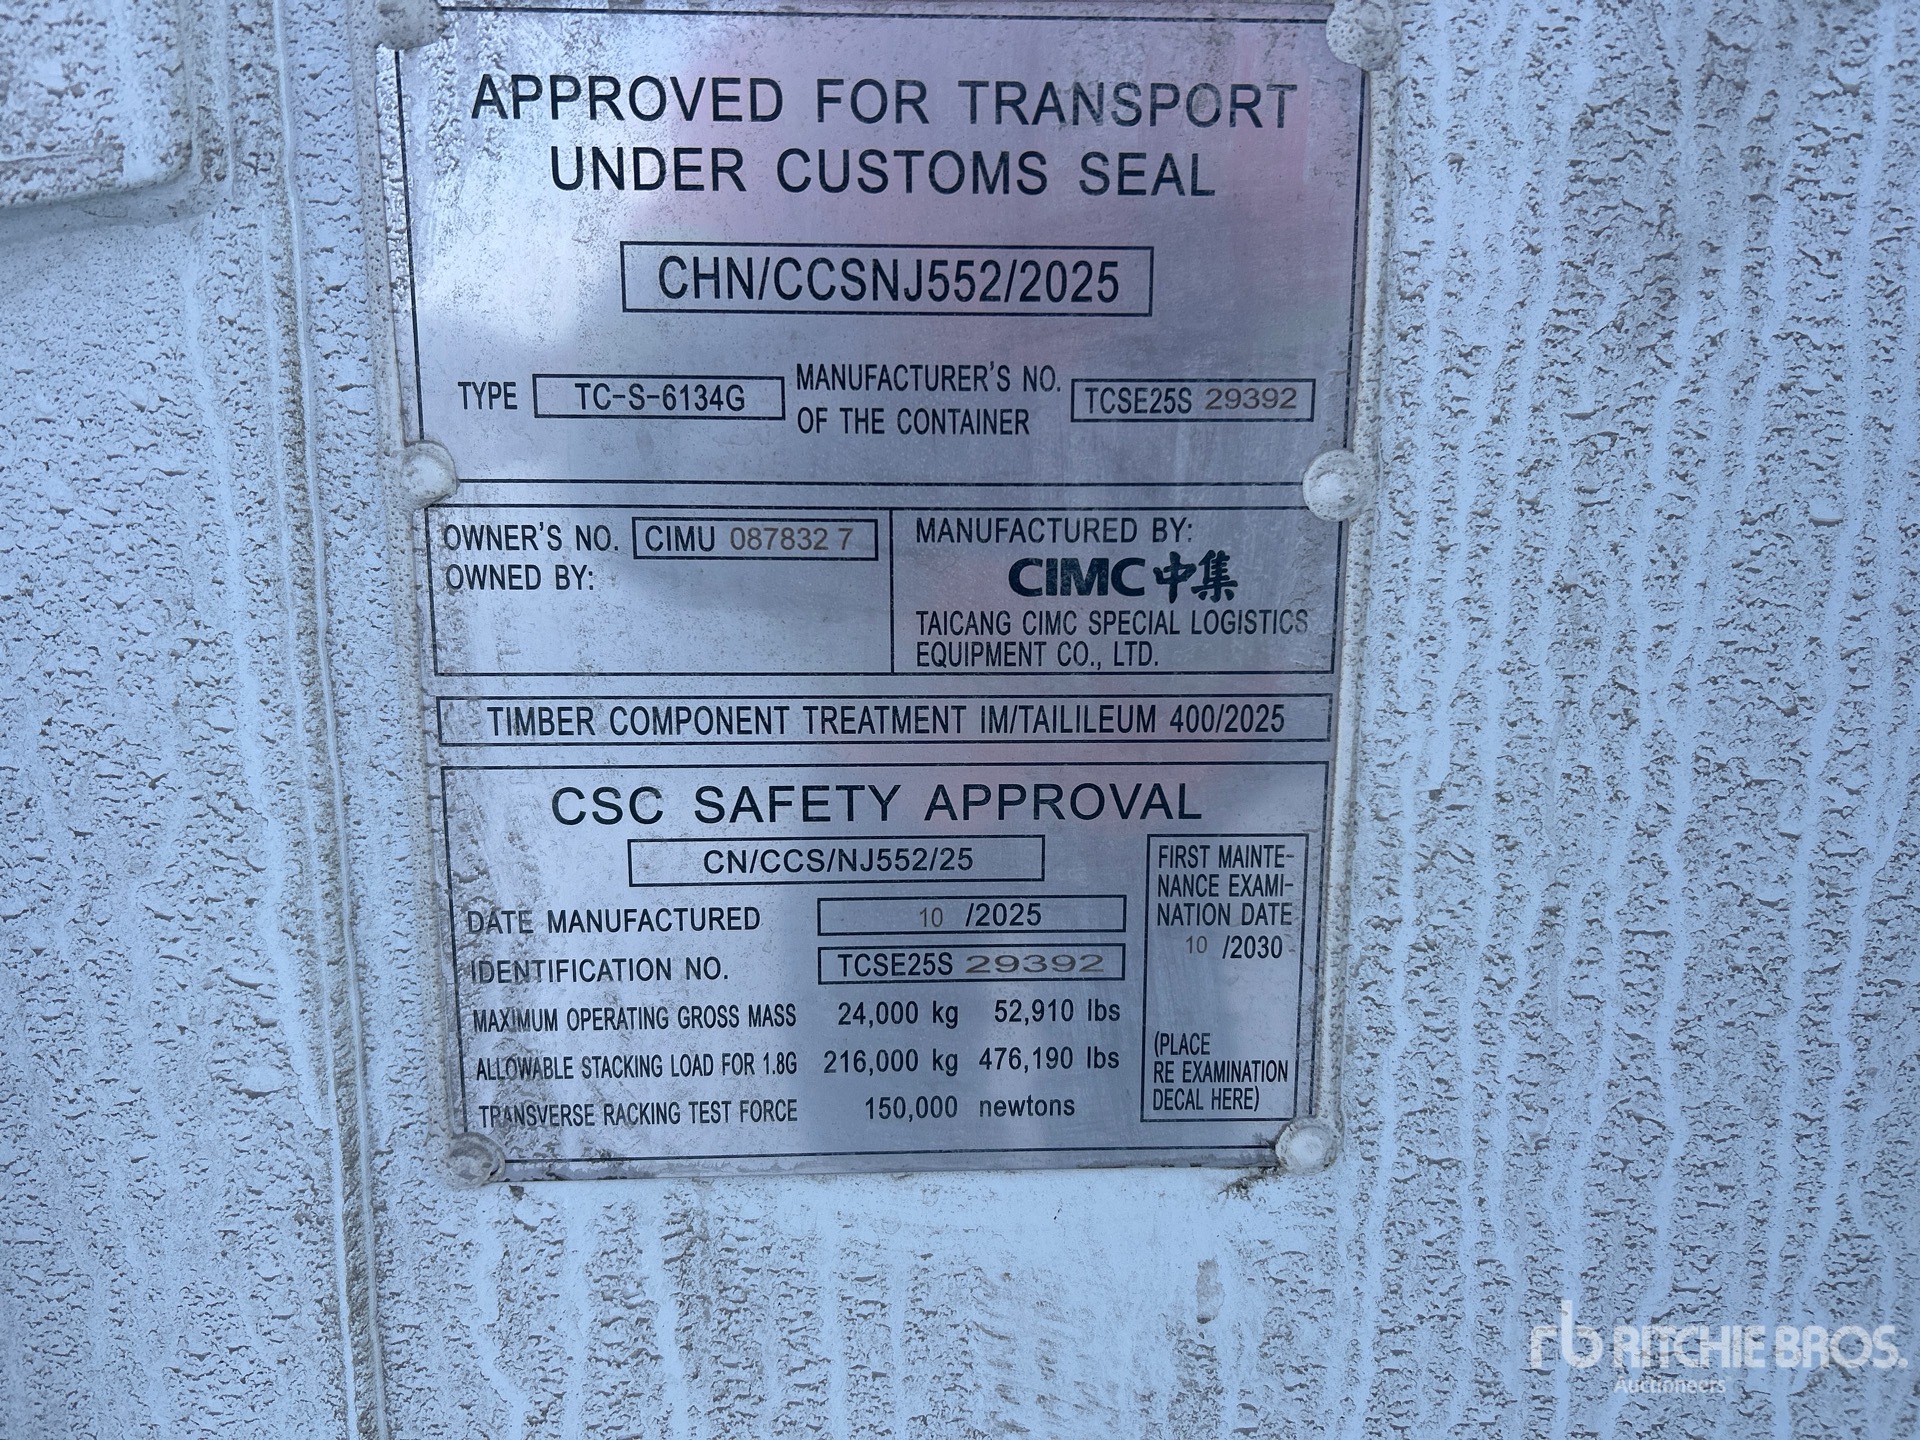 APPROVED FOR TRANSPORT
UNDER CUSTOMS SEAL
CHN/CCSNJ552/2025
TYPE TC-S-6134G MANUFACTURER'S NO.
OF THE CONTAINER TCSE25S 29392
OWNER'S NO. CIMU 087832 7
OWNED BY:
MANUFACTURED BY:
CIMC中集
TAICANG CIMC SPECIAL LOGISTICS
EQUIPMENT CO., LTD.
TIMBER COMPONENT TREATMENT IM/TAILILEUM 400/2025
CSC SAFETY APPROVAL
CN/CCS/NJ552/25
DATE MANUFACTURED 10 /2025
IDENTIFICATION NO. TCSE25S 29392
MAXIMUM OPERATING GROSS MASS 24,000 kg 52,910 lbs
ALLOWABLE STACKING LOAD FOR 1.8G 216,000 kg 476,190 lbs
TRANSVERSE RACKING TEST FORCE 150,000 newtons
FIRST MAINTE-
NANCE EXAMI-
NATION DATE
10 /2030
(PLACE
RE EXAMINATION
DECAL HERE)
rb RITCHIE BROS.
Auctioneers